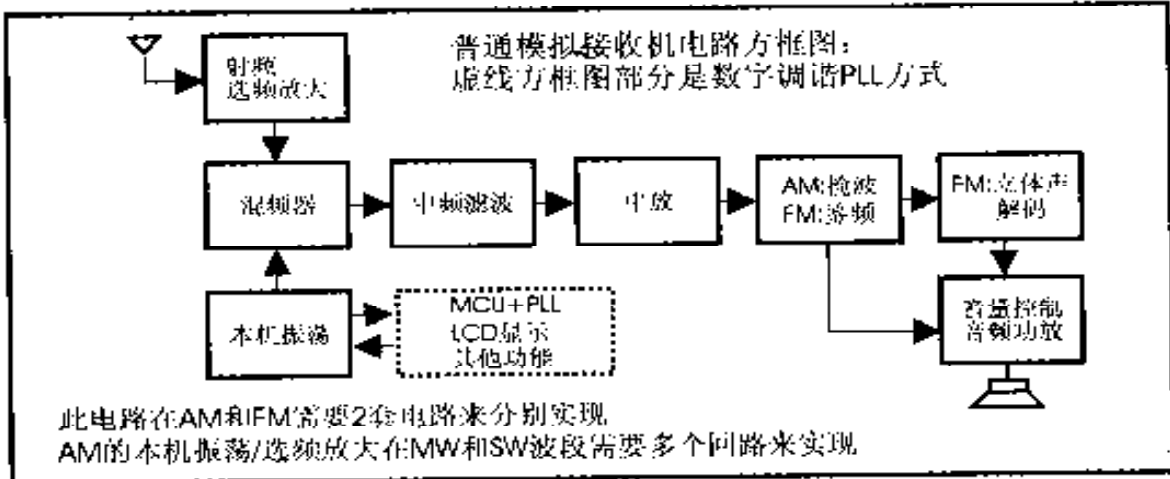 普通模拟接收机电路方框图：
虚线方框图部分是数字调谐PLL方式
射频
选频放大
混频器
中频滤波
中放
AM:检波
FM:鉴频
FM:立体声
解码
本机振荡
MCU+PLL
LCD显示
其他功能
音量控制
音频功放
此电路在AM和FM需要2套电路来分别实现
AM的本机振荡/选频放大在MW和SW波段需要多个回路来实现